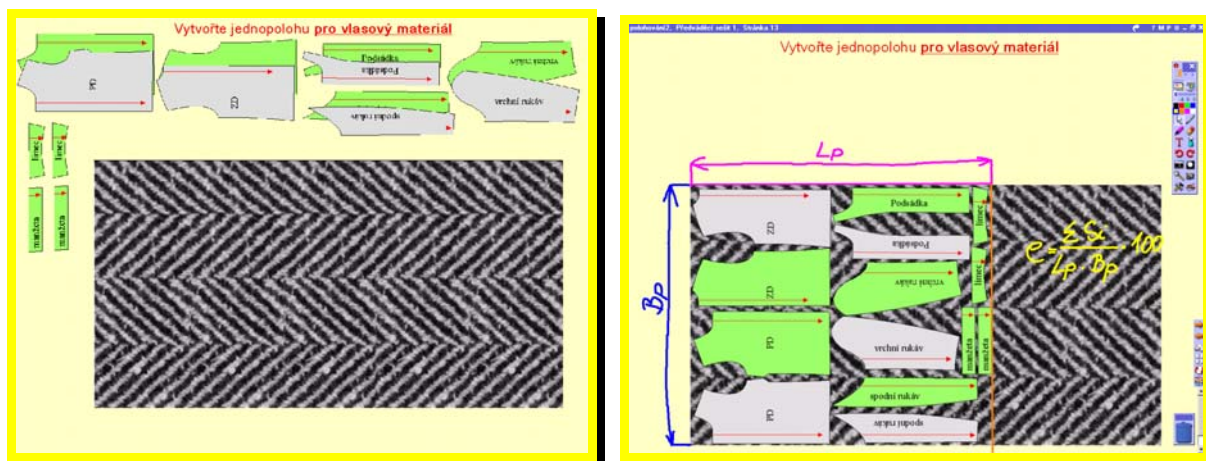 Vytvořte jednopolohu pro vlasový materiál
PD
ZD
Podsádka
Podsádka
spodní rukáv
vrchní rukáv
vrchní rukáv
límec
límec
manžeta
manžeta
polohování2, Předváděcí sešit 1, Stránka 13
Vytvořte jednopolohu pro vlasový materiál
Lp
Bp
ZD
ZD
PD
PD
Podsádka
Podsádka
vrchní rukáv
vrchní rukáv
spodní rukáv
spodní rukáv
límec
límec
manžeta
manžeta
e = Σ Si / Lp · Bp · 100